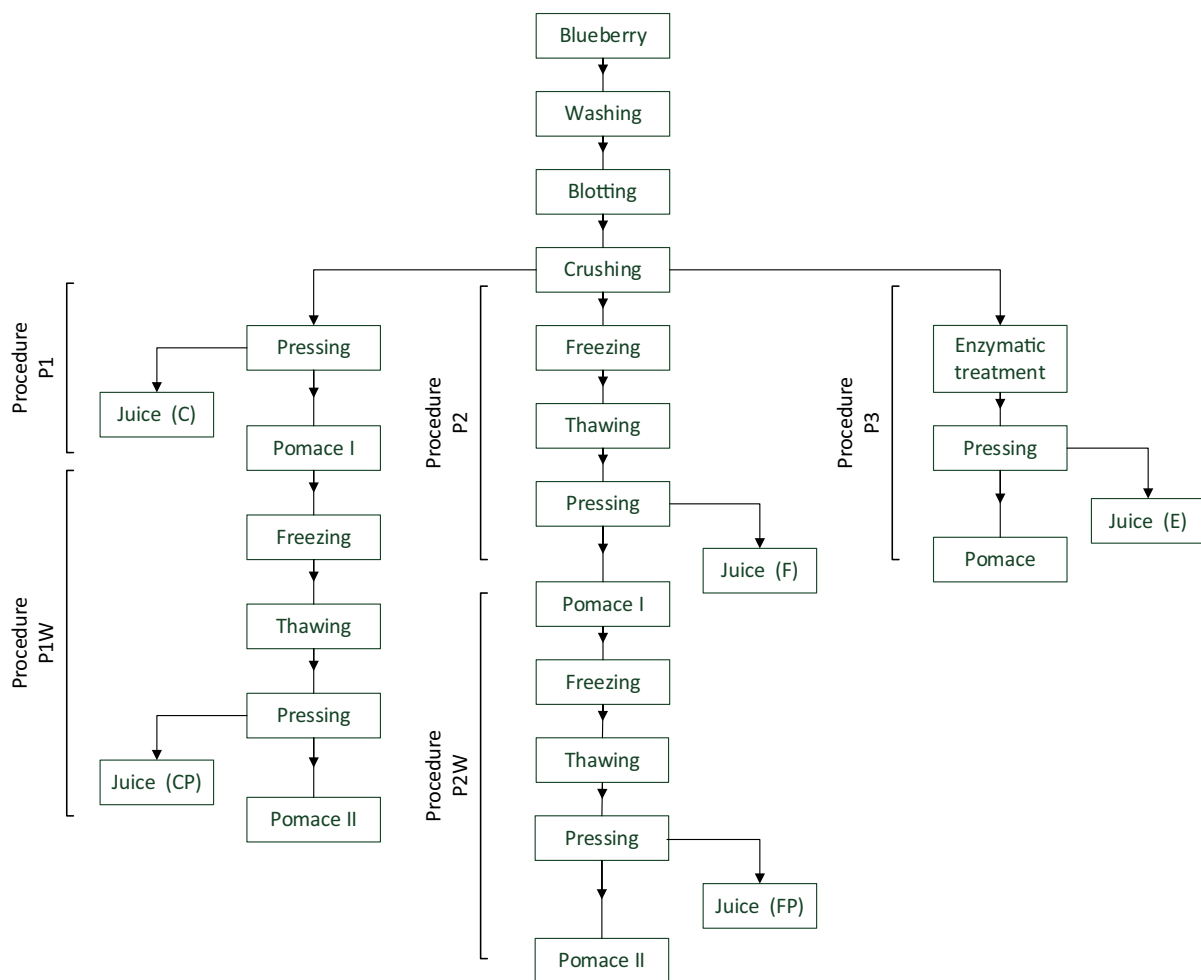 Blueberry
Washing
Blotting
Crushing
Procedure
P1
Pressing
Juice (C)
Pomace I
Procedure
P1W
Freezing
Thawing
Pressing
Juice (CP)
Pomace II
Procedure
P2
Freezing
Thawing
Pressing
Juice (F)
Procedure
P2W
Pomace I
Freezing
Thawing
Pressing
Juice (FP)
Pomace II
Procedure
P3
Enzymatic
treatment
Pressing
Juice (E)
Pomace